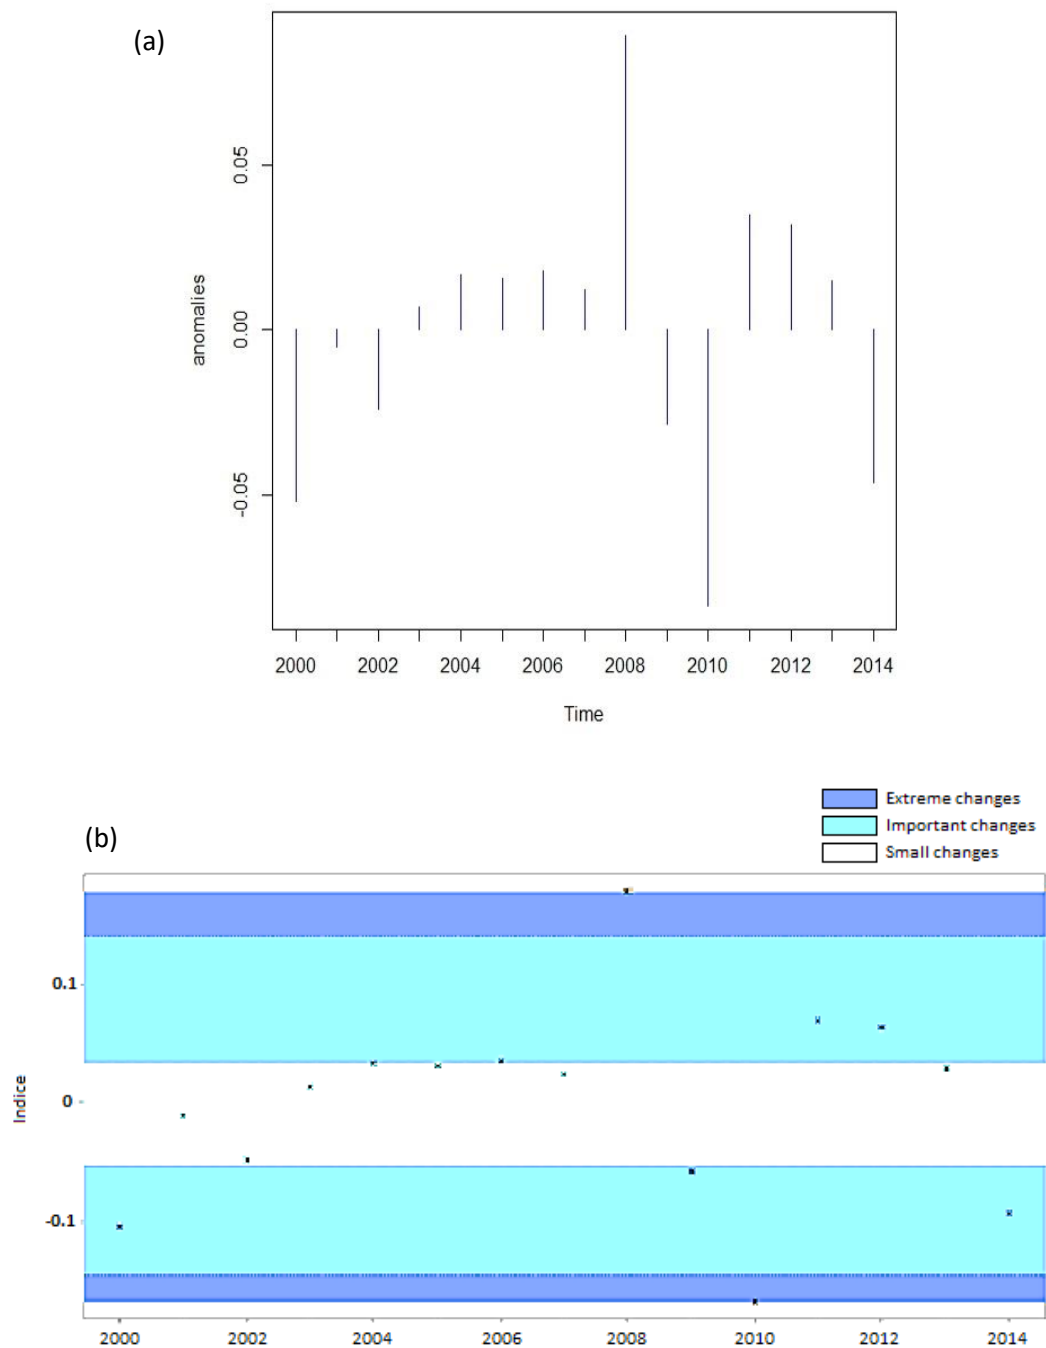 (a)
0.05
0.00
-0.05
anomalies
2000 2002 2004 2006 2008 2010 2012 2014
Time
Extreme changes
Important changes
Small changes
(b)
0.1
0
-0.1
Indice
2000 2002 2004 2006 2008 2010 2012 2014